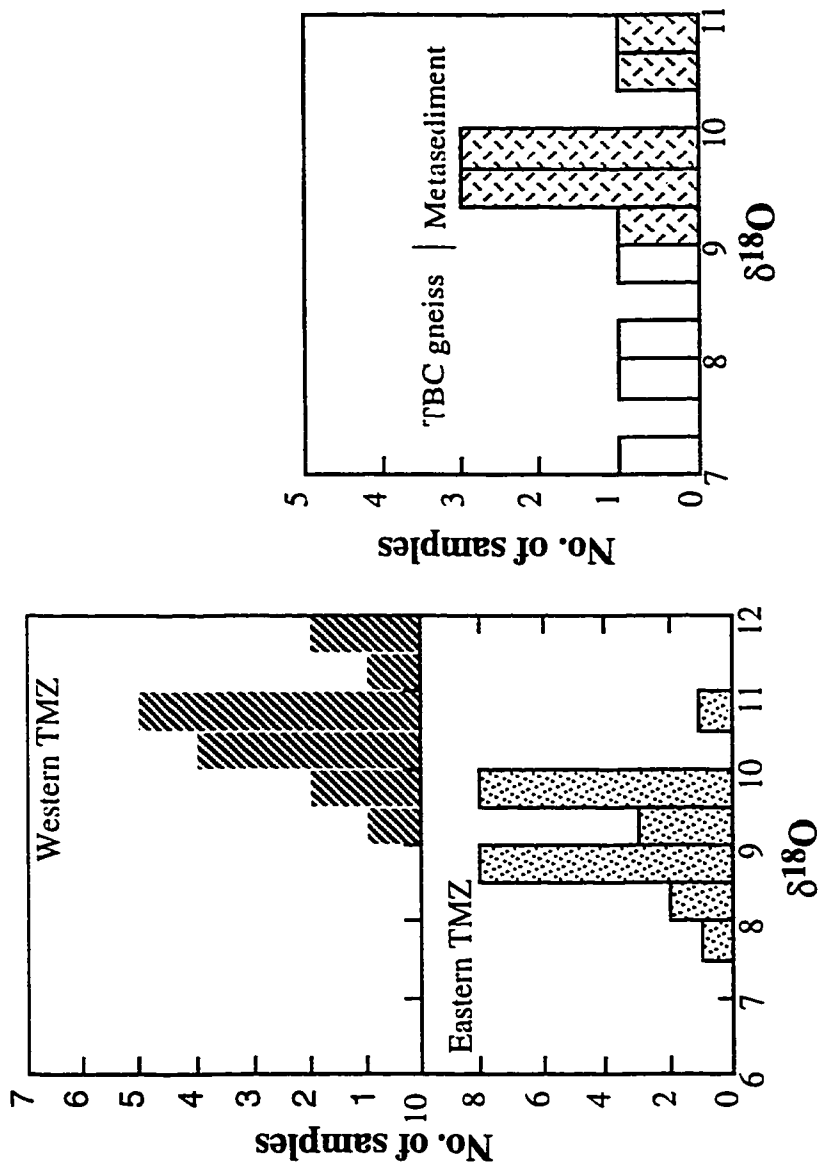 Western TMZ
7
6
5
4
3
2
1
10
No. of samples
Eastern TMZ
8
6
4
2
0
6 7 8 9 10 11 12
δ18O
5
4
3
2
1
0
No. of samples
TBC gneiss | Metasediment
7 8 9 10 11
δ18O